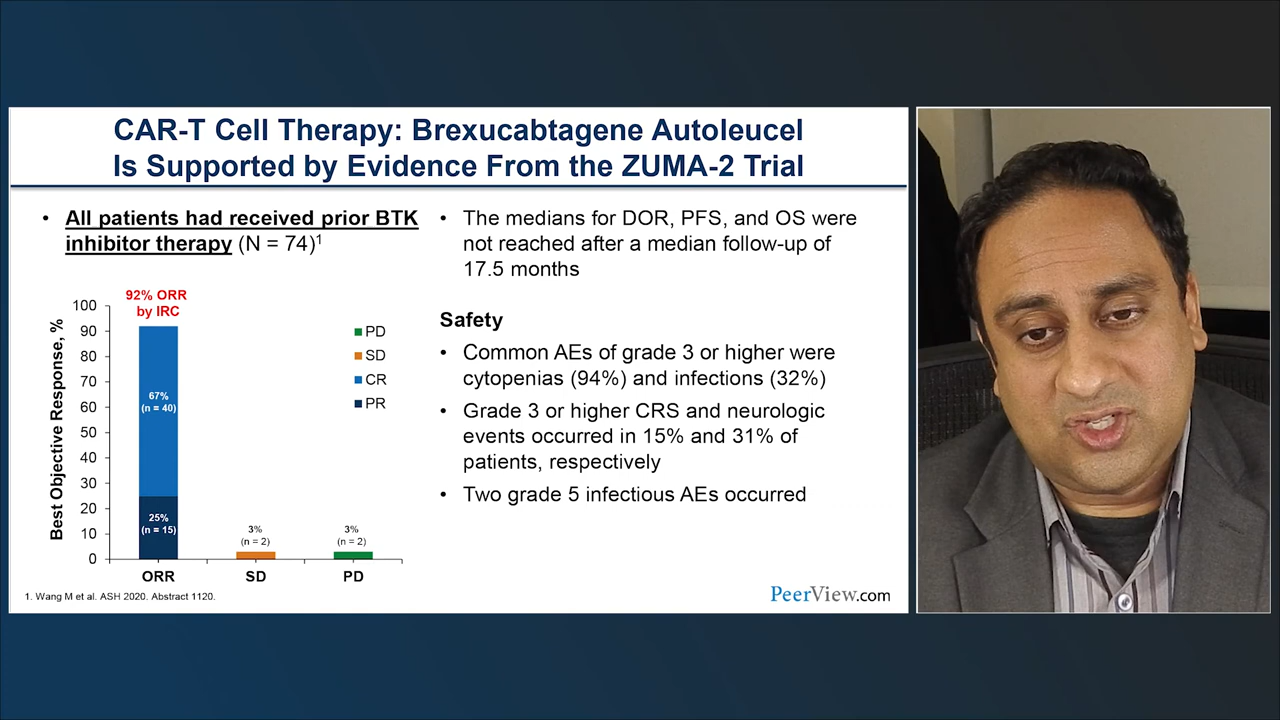 CAR-T Cell Therapy: Brexucabtagene Autoleucel
Is Supported by Evidence From the ZUMA-2 Trial
• All patients had received prior BTK
inhibitor therapy (N = 74)1
92% ORR
by IRC
Best Objective Response, %
100
90
80
70
60
50
40
30
20
10
0
67%
(n = 40)
25%
(n = 15)
3%
(n = 2)
3%
(n = 2)
ORR
SD
PD
PD
SD
CR
PR
• The medians for DOR, PFS, and OS were
not reached after a median follow-up of
17.5 months
Safety
• Common AEs of grade 3 or higher were
cytopenias (94%) and infections (32%)
• Grade 3 or higher CRS and neurologic
events occurred in 15% and 31% of
patients, respectively
• Two grade 5 infectious AEs occurred
1. Wang M et al. ASH 2020. Abstract 1120.
PeerView.com